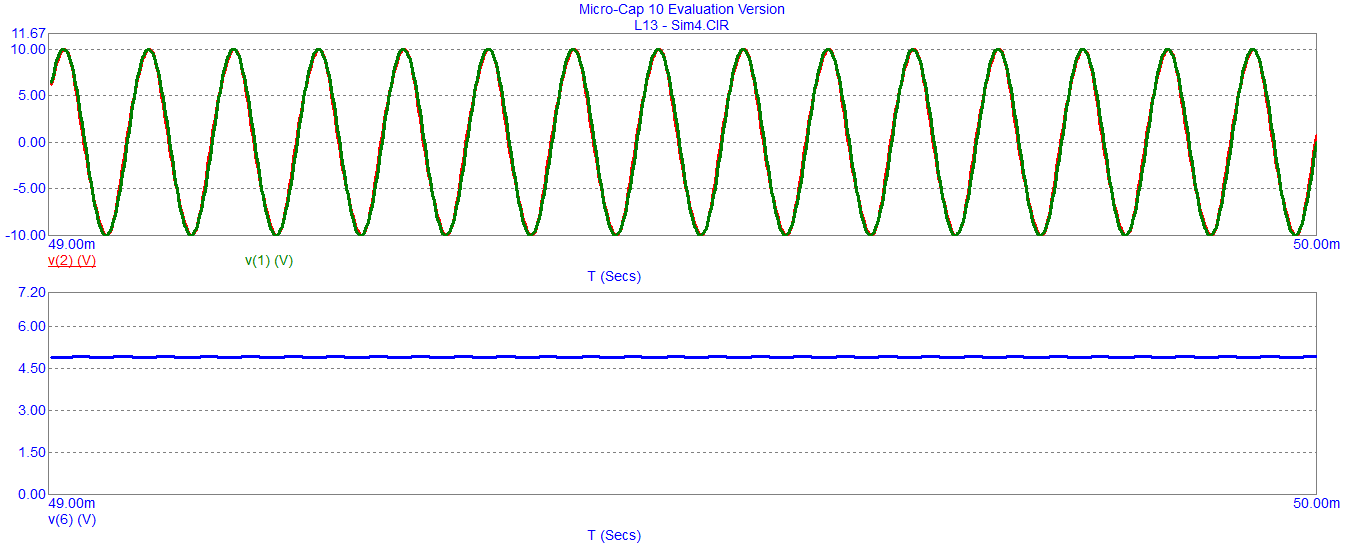 Micro-Cap 10 Evaluation Version
L13 - Sim4.CIR
11.67
10.00
5.00
0.00
-5.00
-10.00
49.00m 50.00m
v(2) (V) v(1) (V)
T (Secs)
7.20
6.00
4.50
3.00
1.50
0.00
49.00m 50.00m
v(6) (V)
T (Secs)